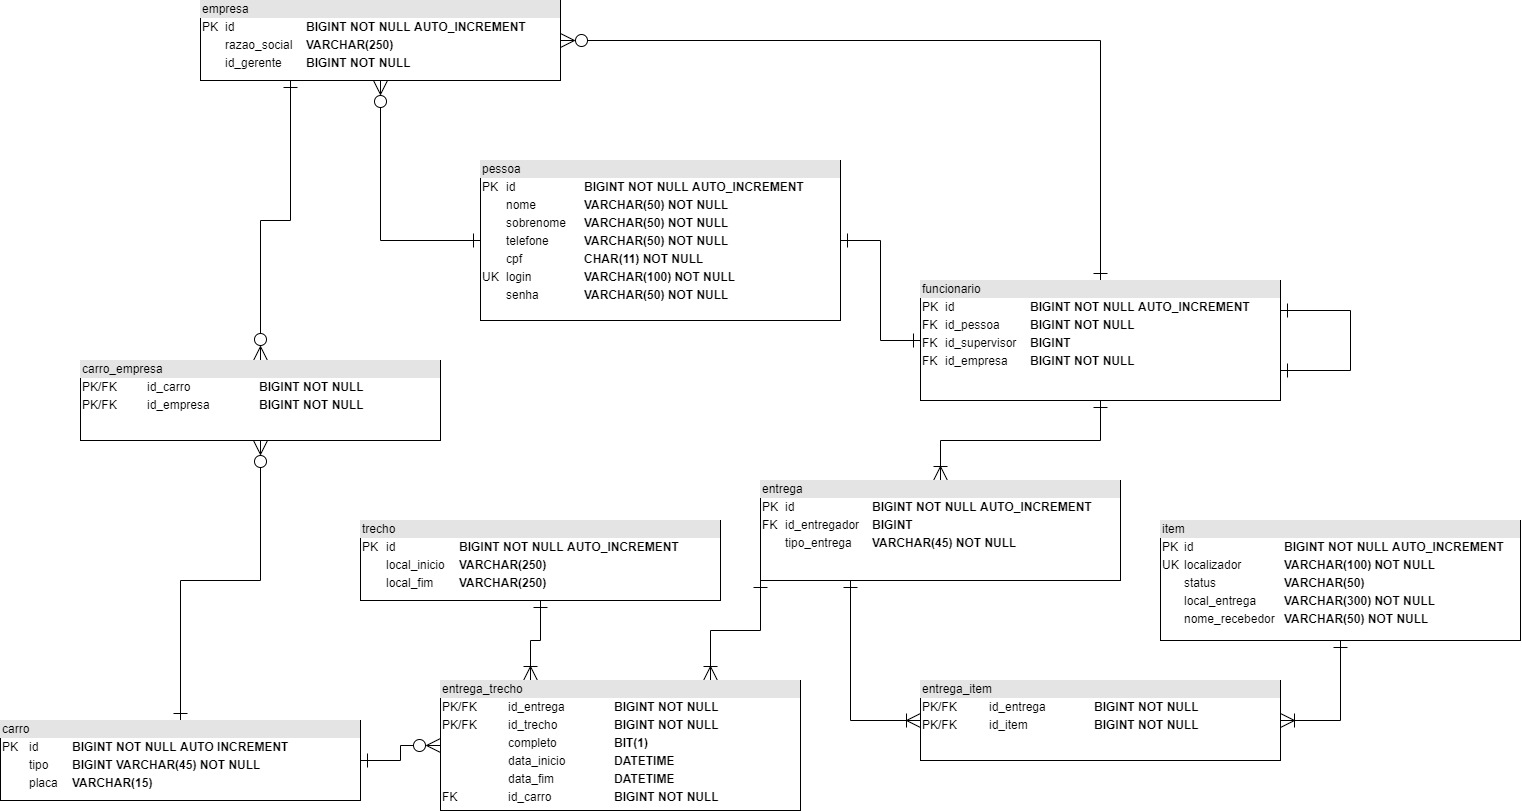 empresa
PK id BIGINT NOT NULL AUTO_INCREMENT
razao_social VARCHAR(250)
id_gerente BIGINT NOT NULL
pessoa
PK id BIGINT NOT NULL AUTO_INCREMENT
nome VARCHAR(50) NOT NULL
sobrenome VARCHAR(50) NOT NULL
telefone VARCHAR(50) NOT NULL
cpf CHAR(11) NOT NULL
UK login VARCHAR(100) NOT NULL
senha VARCHAR(50) NOT NULL
funcionario
PK id BIGINT NOT NULL AUTO_INCREMENT
FK id_pessoa BIGINT NOT NULL
FK id_supervisor BIGINT
FK id_empresa BIGINT NOT NULL
carro_empresa
PK/FK id_carro BIGINT NOT NULL
PK/FK id_empresa BIGINT NOT NULL
entrega
PK id BIGINT NOT NULL AUTO_INCREMENT
FK id_entregador BIGINT
tipo_entrega VARCHAR(45) NOT NULL
trecho
PK id BIGINT NOT NULL AUTO_INCREMENT
local_inicio VARCHAR(250)
local_fim VARCHAR(250)
item
PK id BIGINT NOT NULL AUTO_INCREMENT
UK localizador VARCHAR(100) NOT NULL
status VARCHAR(50)
local_entrega VARCHAR(300) NOT NULL
nome_recebedor VARCHAR(50) NOT NULL
entrega_trecho
PK/FK id_entrega BIGINT NOT NULL
PK/FK id_trecho BIGINT NOT NULL
completo BIT(1)
data_inicio DATETIME
data_fim DATETIME
FK id_carro BIGINT NOT NULL
entrega_item
PK/FK id_entrega BIGINT NOT NULL
PK/FK id_item BIGINT NOT NULL
carro
PK id BIGINT NOT NULL AUTO INCREMENT
tipo BIGINT VARCHAR(45) NOT NULL
placa VARCHAR(15)